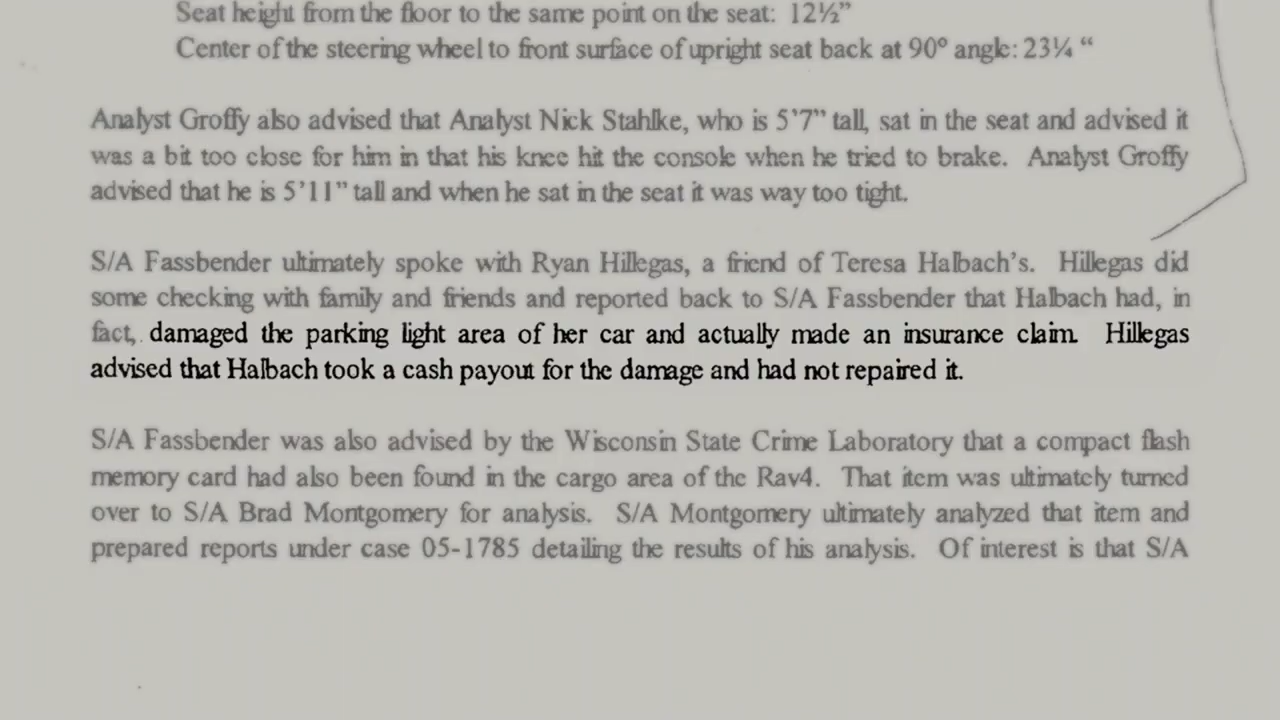 Seat height from the floor to the same point on the seat: 12½”
Center of the steering wheel to front surface of upright seat back at 90° angle: 23¼ “
Analyst Groffy also advised that Analyst Nick Stahlke, who is 5’7” tall, sat in the seat and advised it
was a bit too close for him in that his knee hit the console when he tried to brake. Analyst Groffy
advised that he is 5’11” tall and when he sat in the seat it was way too tight.
S/A Fassbender ultimately spoke with Ryan Hillegas, a friend of Teresa Halbach’s. Hillegas did
some checking with family and friends and reported back to S/A Fassbender that Halbach had, in
fact, damaged the parking light area of her car and actually made an insurance claim. Hillegas
advised that Halbach took a cash payout for the damage and had not repaired it.
S/A Fassbender was also advised by the Wisconsin State Crime Laboratory that a compact flash
memory card had also been found in the cargo area of the Rav4. That item was ultimately turned
over to S/A Brad Montgomery for analysis. S/A Montgomery ultimately analyzed that item and
prepared reports under case 05-1785 detailing the results of his analysis. Of interest is that S/A